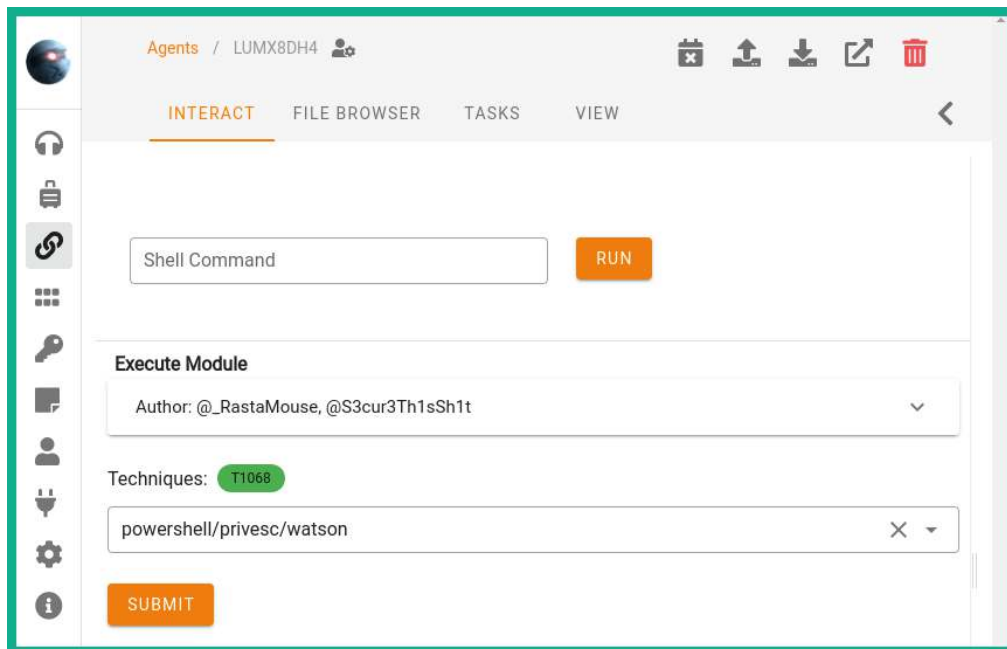 Agents / LUMX8DH4
INTERACT FILE BROWSER TASKS VIEW
Shell Command RUN
Execute Module
Author: @_RastaMouse, @S3cur3Th1sSh1t
Techniques: T1068
powershell/privesc/watson
SUBMIT